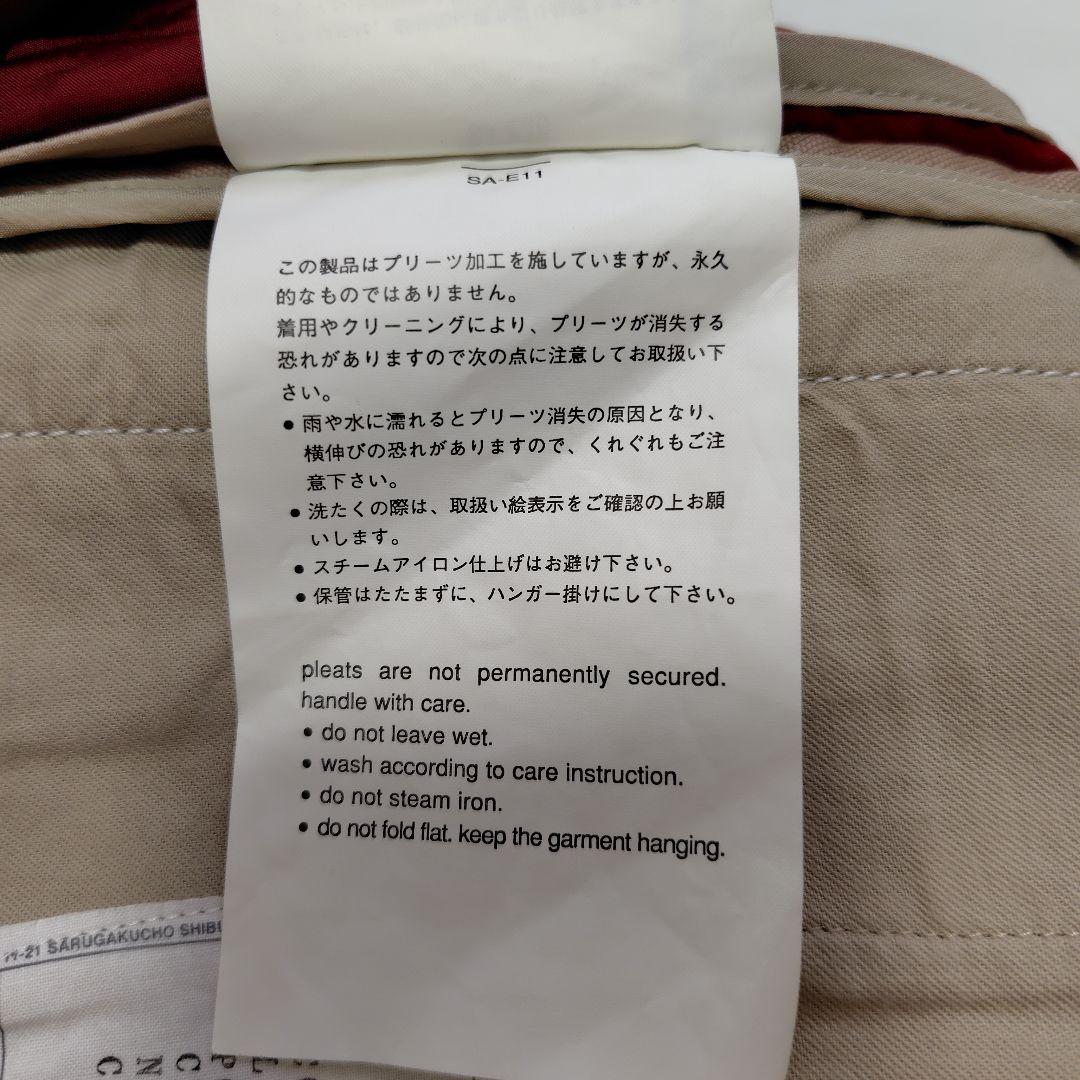 SA-E11
この製品はプリーツ加工を施していますが、永久
的なものではありません。
着用やクリーニングにより、プリーツが消失する
恐れがありますので次の点に注意してお取扱い下
さい。
● 雨や水に濡れるとプリーツ消失の原因となり、
横伸びの恐れがありますので、くれぐれもご注
意下さい。
● 洗たくの際は、取扱い絵表示をご確認の上お願
いします。
● スチームアイロン仕上げはお避け下さい。
● 保管はたたまずに、ハンガー掛けにして下さい。
pleats are not permanently secured.
handle with care.
• do not leave wet.
• wash according to care instruction.
• do not steam iron.
• do not fold flat. keep the garment hanging.
-21 SARUGAKUCHO SHIB